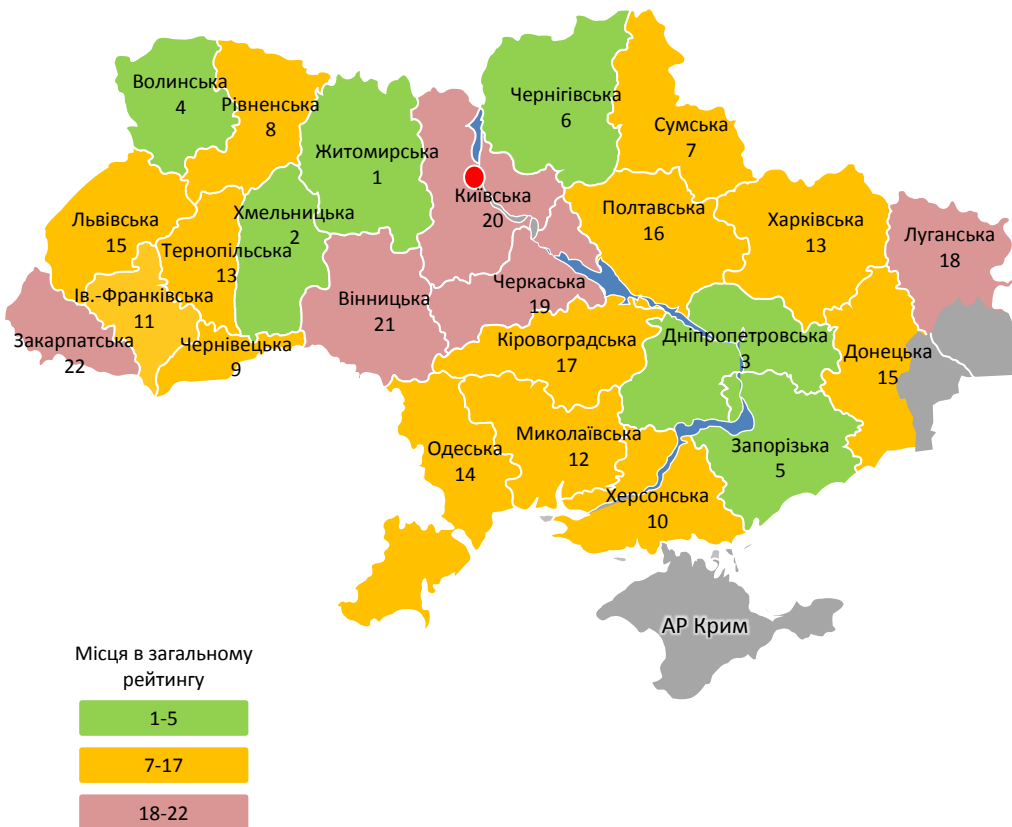 Волинська
4
Рівненська
8
Житомирська
1
Чернігівська
6
Сумська
7
Київська
20
Львівська
15
Тернопільська
13
Хмельницька
2
Полтавська
16
Харківська
13
Луганська
18
Ів.-Франківська
11
Вінницька
21
Черкаська
19
Закарпатська
22
Чернівецька
9
Кіровоградська
17
Дніпропетровська
3
Донецька
15
Одеська
14
Миколаївська
12
Запорізька
5
Херсонська
10
АР Крим
Місця в загальному
рейтингу
1-5
7-17
18-22